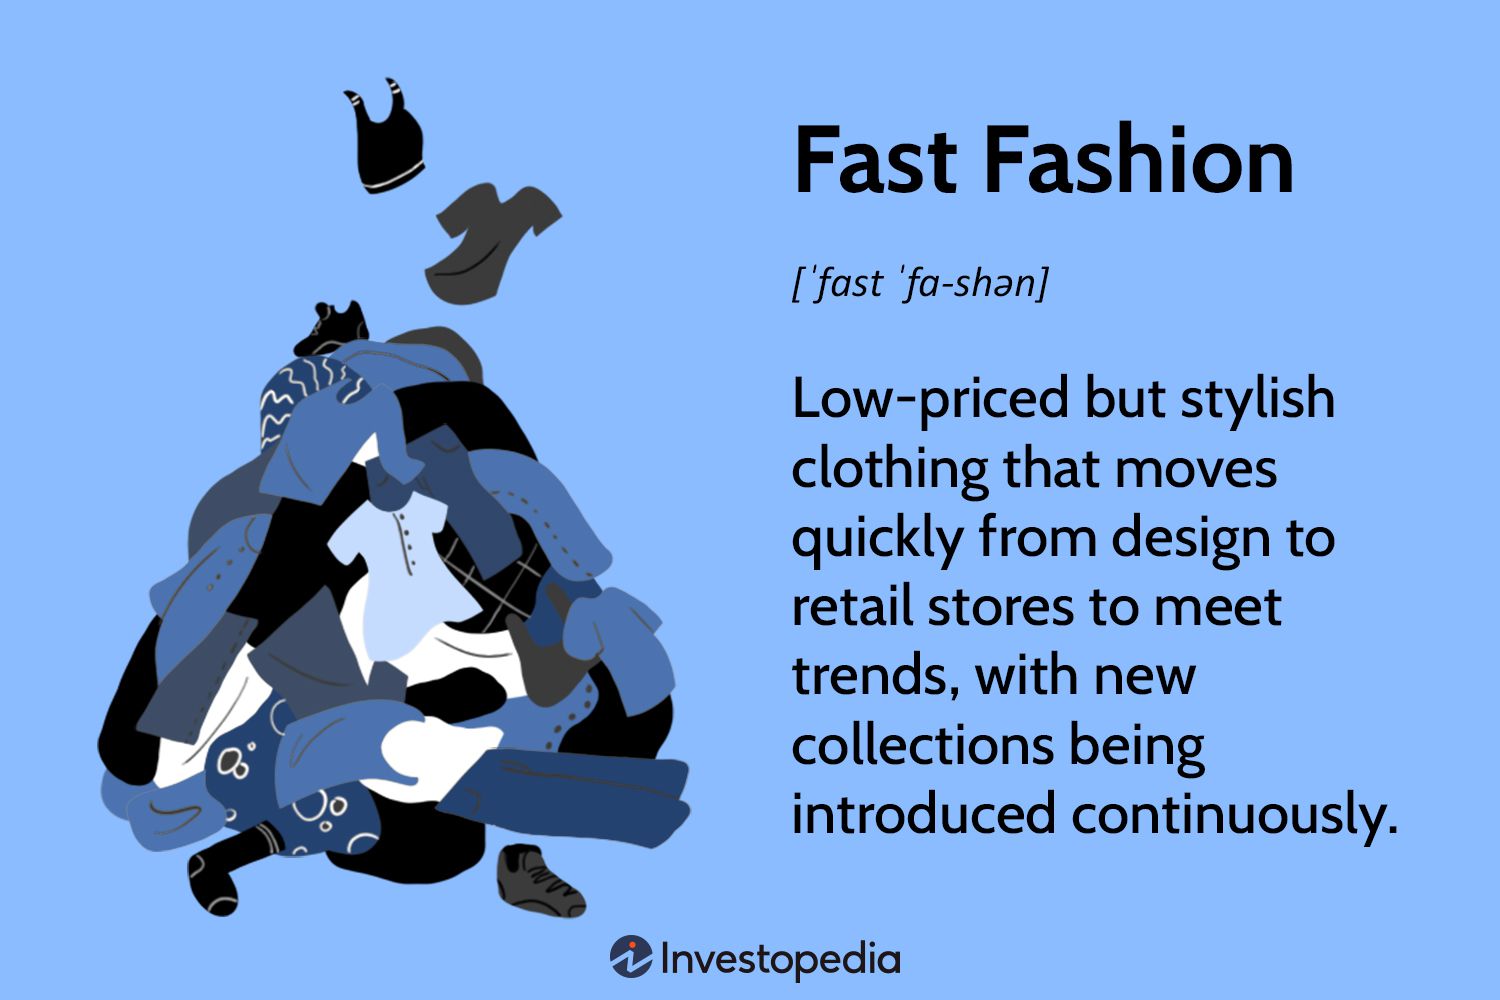 Fast Fashion
[ˈfast ˈfa-shən]
Low-priced but stylish
clothing that moves
quickly from design to
retail stores to meet
trends, with new
collections being
introduced continuously.
Investopedia